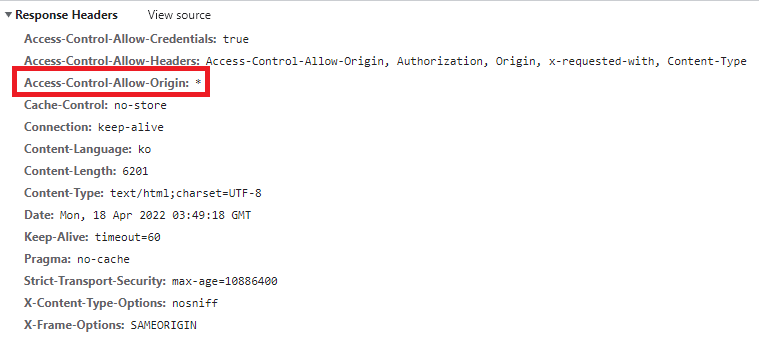 Response Headers View source
Access-Control-Allow-Credentials: true
Access-Control-Allow-Headers: Access-Control-Allow-Origin, Authorization, Origin, x-requested-with, Content-Type
Access-Control-Allow-Origin: *
Cache-Control: no-store
Connection: keep-alive
Content-Language: ko
Content-Length: 6201
Content-Type: text/html;charset=UTF-8
Date: Mon, 18 Apr 2022 03:49:18 GMT
Keep-Alive: timeout=60
Pragma: no-cache
Strict-Transport-Security: max-age=10886400
X-Content-Type-Options: nosniff
X-Frame-Options: SAMEORIGIN